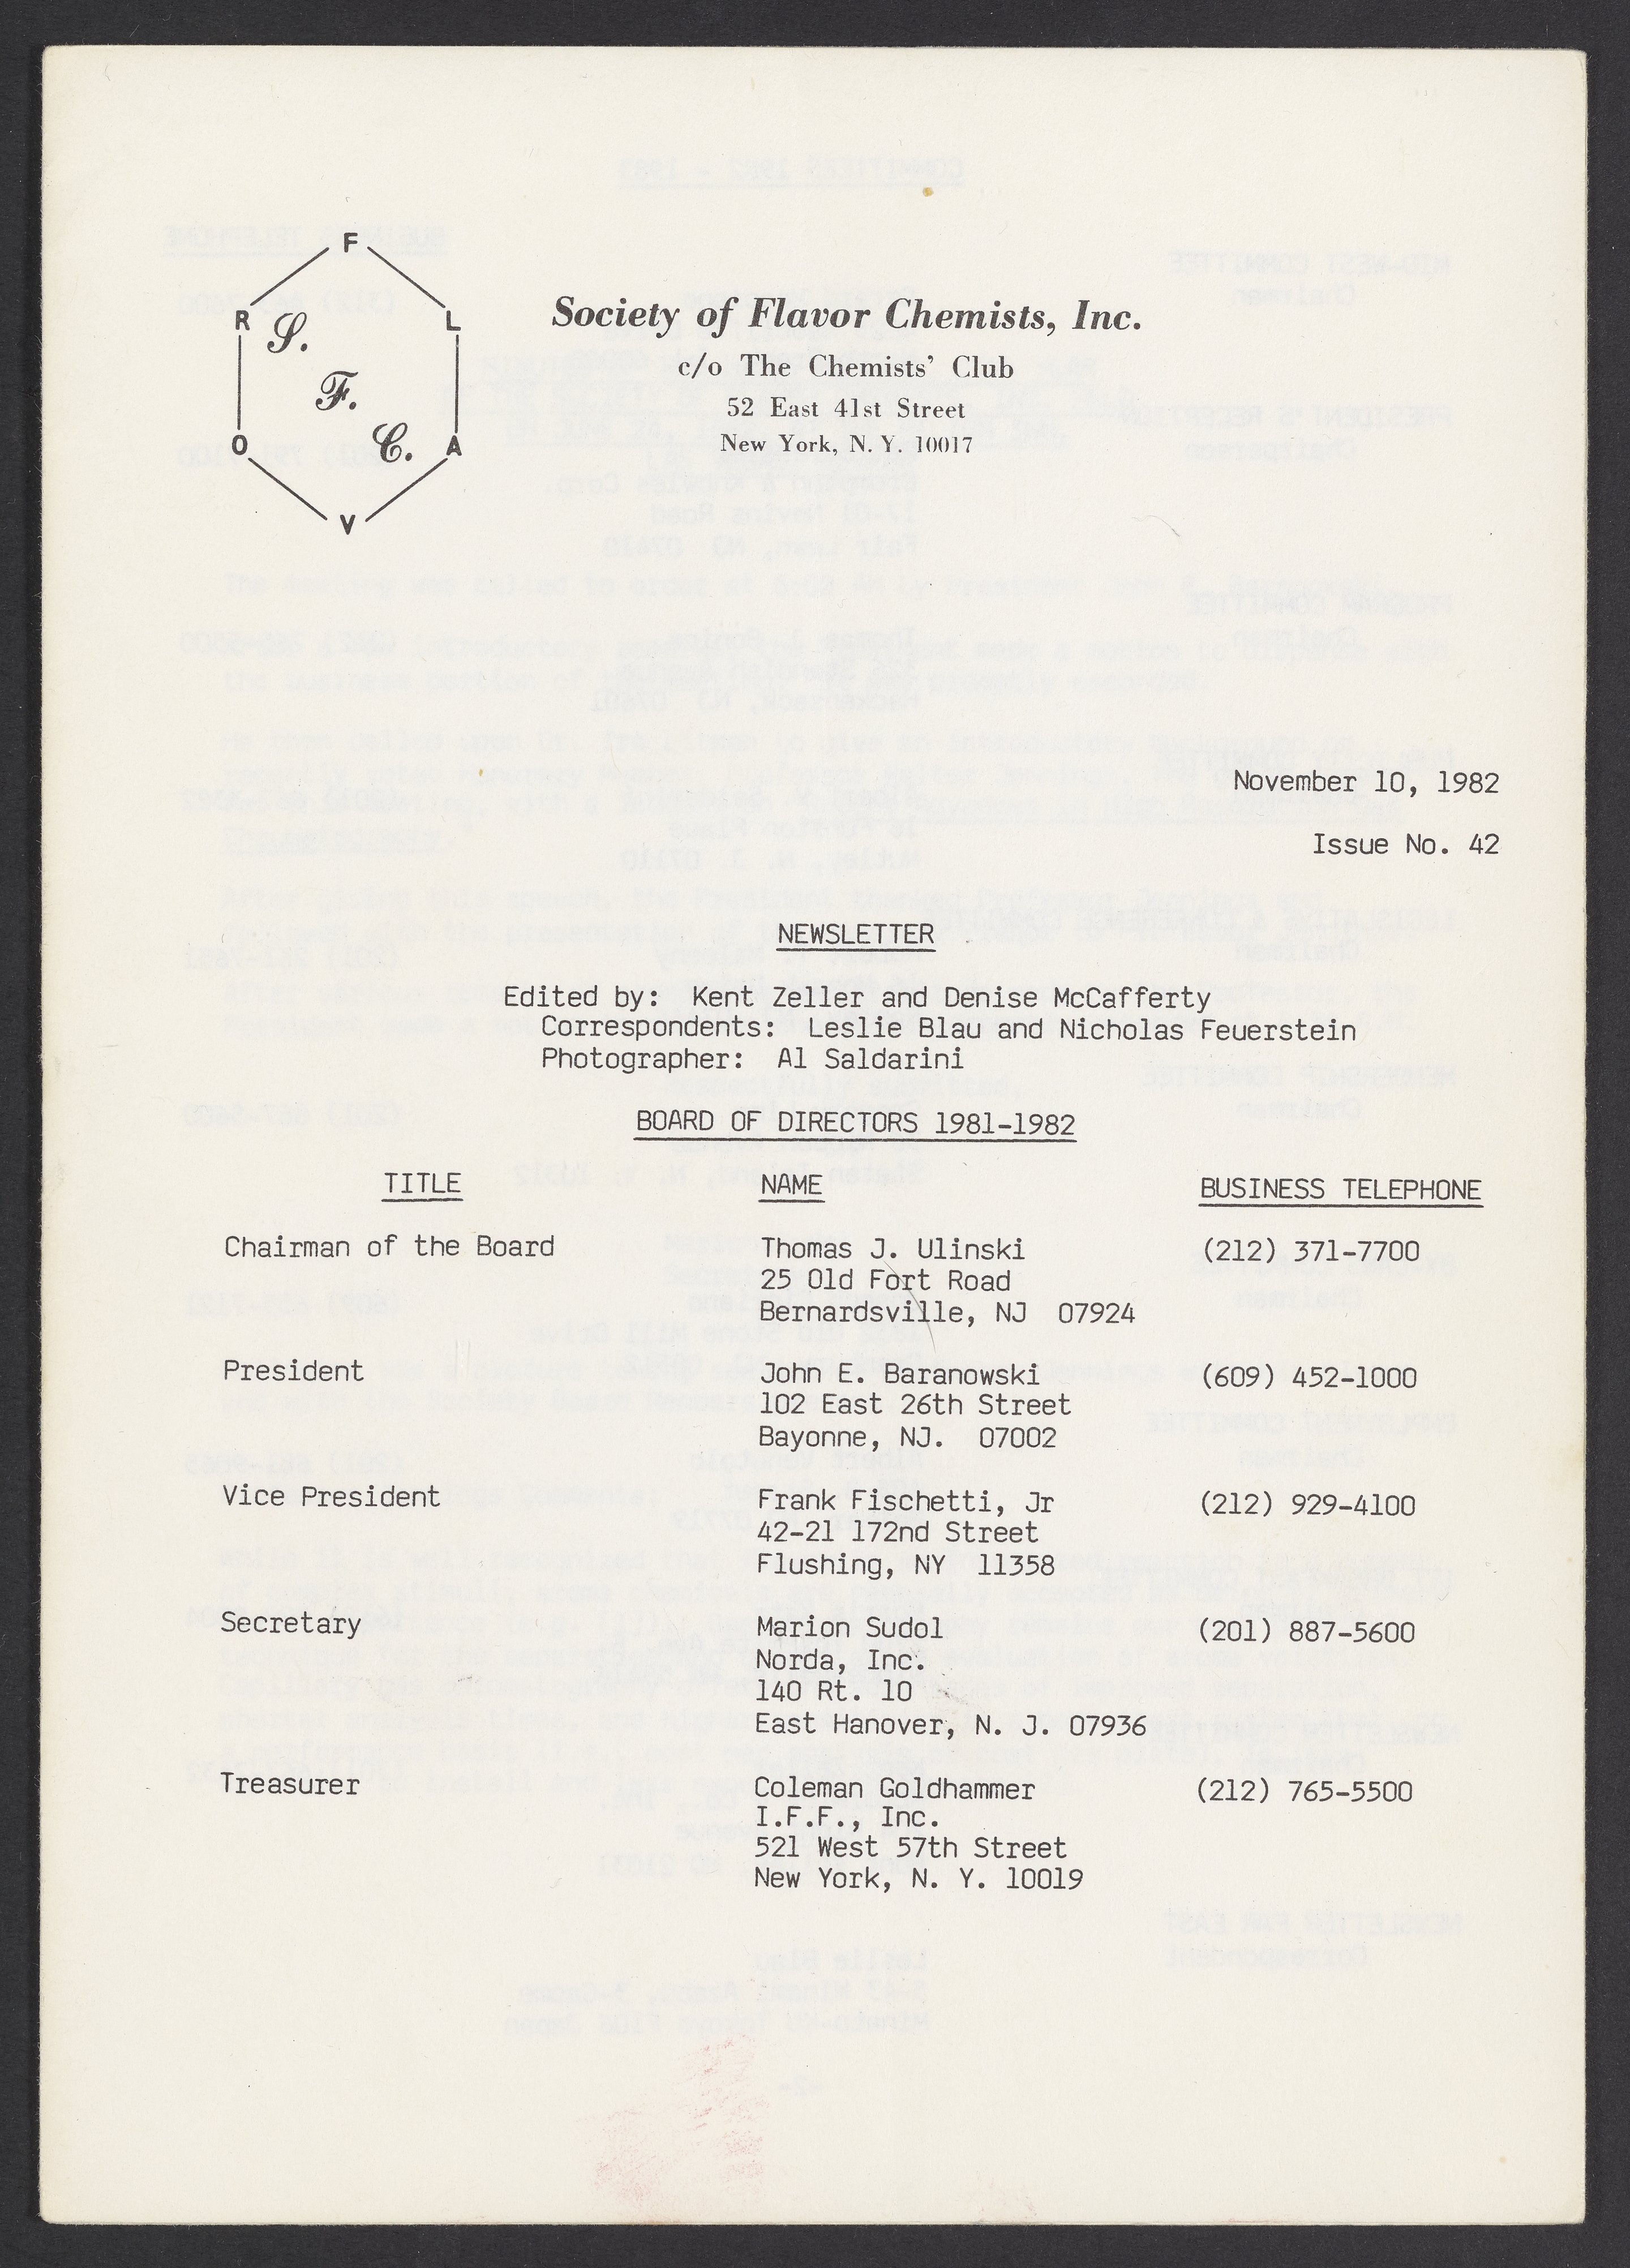 F
R L
S.
F.
C.
O A
V
Society of Flavor Chemists, Inc.
c/o The Chemists' Club
52 East 41st Street
New York, N. Y. 10017
November 10, 1982
Issue No. 42
NEWSLETTER
Edited by: Kent Zeller and Denise McCafferty
Correspondents: Leslie Blau and Nicholas Feuerstein
Photographer: Al Saldarini
BOARD OF DIRECTORS 1981-1982
TITLE NAME BUSINESS TELEPHONE
Chairman of the Board Thomas J. Ulinski (212) 371-7700
25 Old Fort Road
Bernardsville, NJ 07924
President John E. Baranowski (609) 452-1000
102 East 26th Street
Bayonne, NJ. 07002
Vice President Frank Fischetti, Jr (212) 929-4100
42-21 172nd Street
Flushing, NY 11358
Secretary Marion Sudol (201) 887-5600
Norda, Inc.
140 Rt. 10
East Hanover, N. J. 07936
Treasurer Coleman Goldhammer (212) 765-5500
I.F.F., Inc.
521 West 57th Street
New York, N. Y. 10019